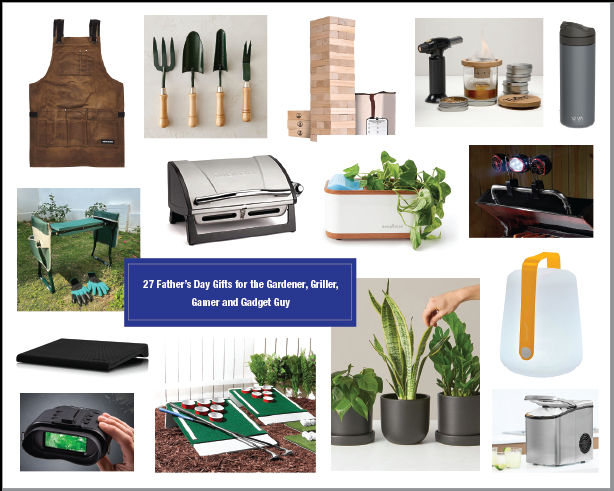 27 Father's Day Gifts for the Gardener, Griller,
Gamer and Gadget Guy